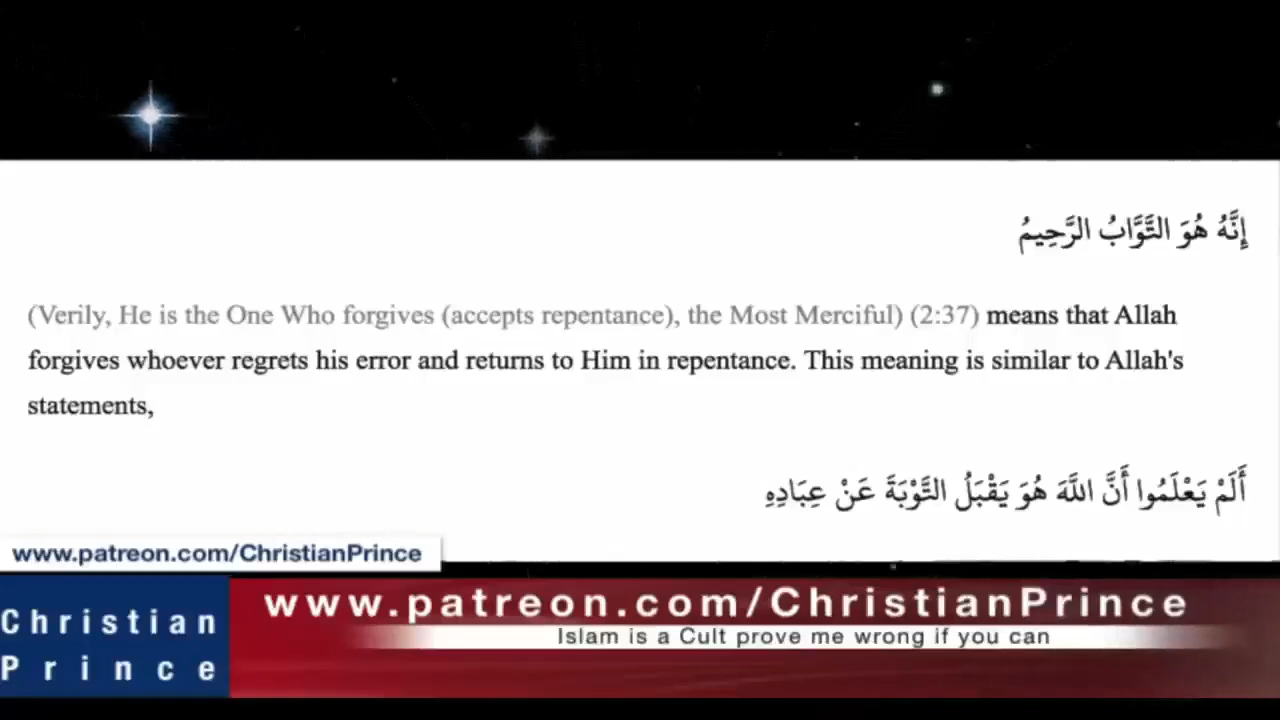 إِنَّهُ هُوَ التَّوَّابُ الرَّحِيمُ
(Verily, He is the One Who forgives (accepts repentance), the Most Merciful) (2:37) means that Allah
forgives whoever regrets his error and returns to Him in repentance. This meaning is similar to Allah's
statements,
أَلَمْ يَعْلَمُوا أَنَّ اللَّهَ هُوَ يَقْبَلُ التَّوْبَةَ عَنْ عِبَادِهِ
www.patreon.com/ChristianPrince
Christian
Prince
www.patreon.com/ChristianPrince
Islam is a Cult prove me wrong if you can